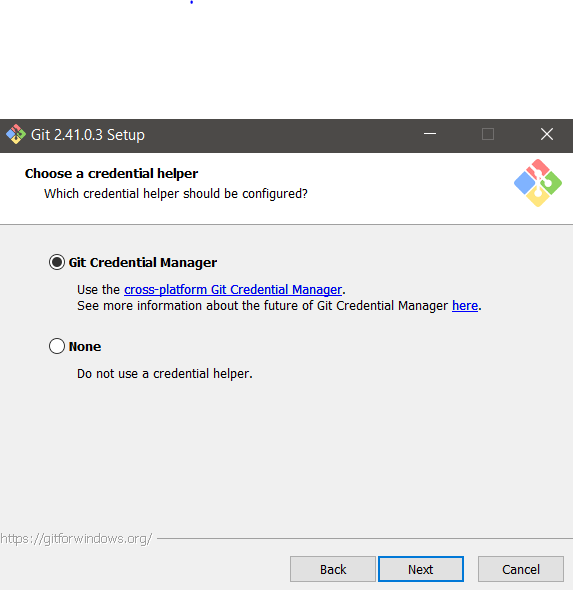 Git 2.41.0.3 Setup
Choose a credential helper
Which credential helper should be configured?
Git Credential Manager
Use the cross-platform Git Credential Manager.
See more information about the future of Git Credential Manager here.
None
Do not use a credential helper.
https://gitforwindows.org/
Back Next Cancel